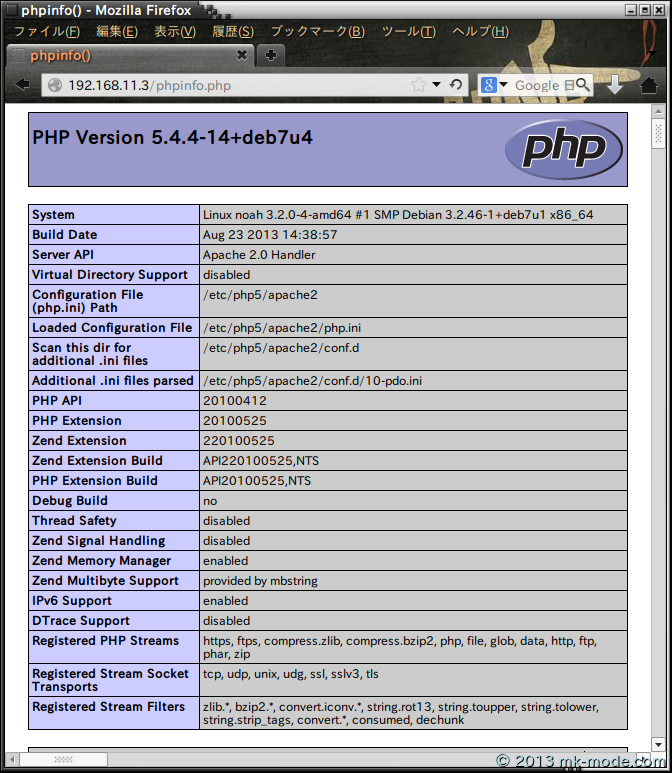 phpinfo() - Mozilla Firefox
ファイル(F) 編集(E) 表示(V) 履歴(S) ブックマーク(B) ツール(T) ヘルプ(H)
phpinfo()
192.168.11.3/phpinfo.php
Google 日
PHP Version 5.4.4-14+deb7u4
php
System Linux noah 3.2.0-4-amd64 #1 SMP Debian 3.2.46-1+deb7u1 x86_64
Build Date Aug 23 2013 14:38:57
Server API Apache 2.0 Handler
Virtual Directory Support disabled
Configuration File /etc/php5/apache2
(php.ini) Path
Loaded Configuration File /etc/php5/apache2/php.ini
Scan this dir for /etc/php5/apache2/conf.d
additional .ini files
Additional .ini files parsed /etc/php5/apache2/conf.d/10-pdo.ini
PHP API 20100412
PHP Extension 20100525
Zend Extension 220100525
Zend Extension Build API220100525,NTS
PHP Extension Build API20100525,NTS
Debug Build no
Thread Safety disabled
Zend Signal Handling disabled
Zend Memory Manager enabled
Zend Multibyte Support provided by mbstring
IPv6 Support enabled
DTrace Support disabled
Registered PHP Streams https, ftps, compress.zlib, compress.bzip2, php, file, glob, data, http, ftp,
phar, zip
Registered Stream Socket tcp, udp, unix, udg, ssl, sslv3, tls
Transports
Registered Stream Filters zlib.*, bzip2.*, convert.iconv.*, string.rot13, string.toupper, string.tolower,
string.strip_tags, convert.*, consumed, dechunk
© 2013 mk-mode.com